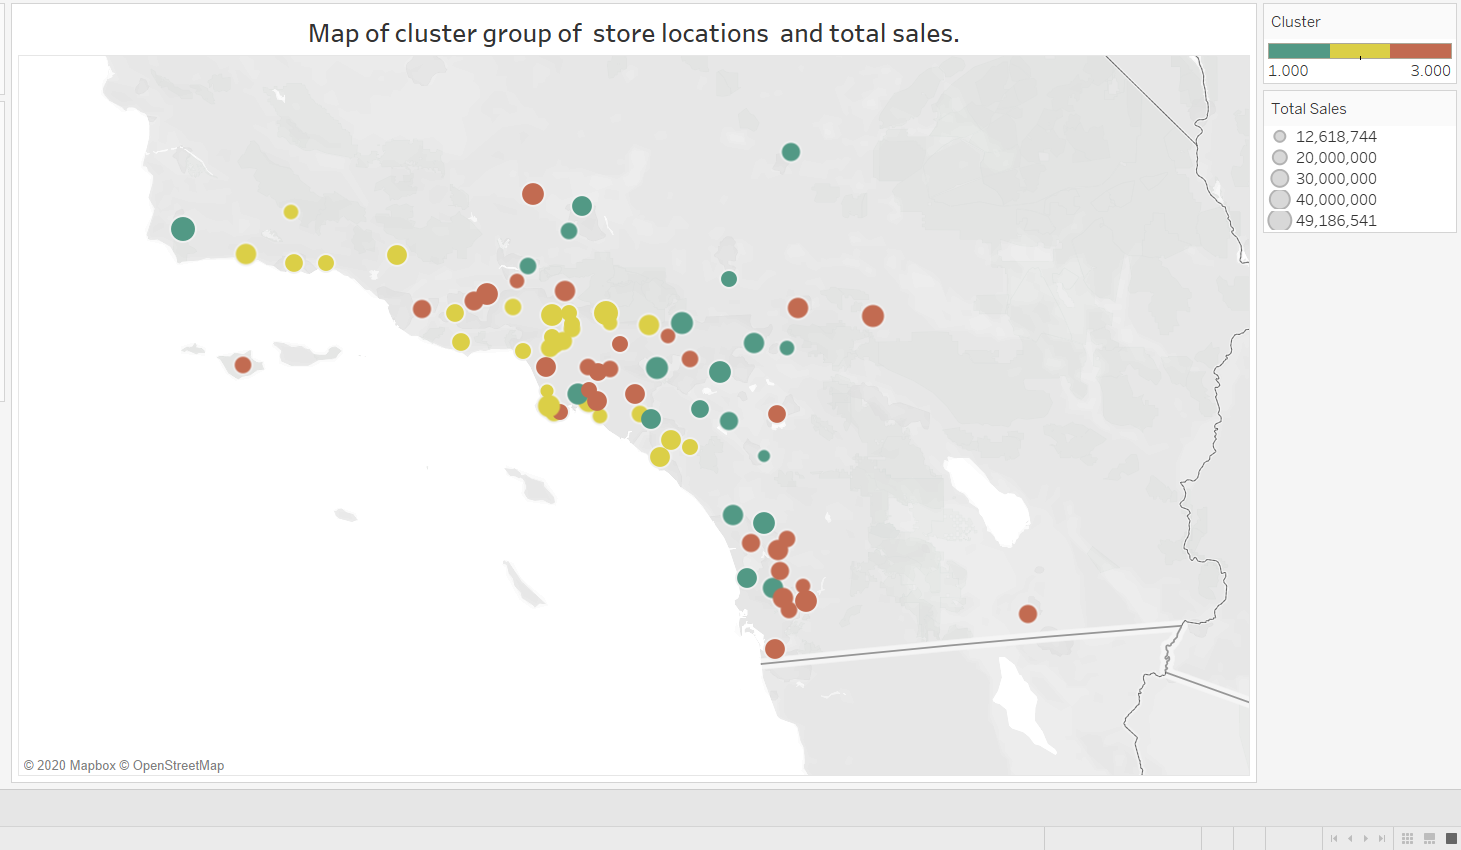 Map of cluster group of  store locations  and total sales.
Cluster
1.000 3.000
Total Sales
12,618,744
20,000,000
30,000,000
40,000,000
49,186,541
© 2020 Mapbox © OpenStreetMap